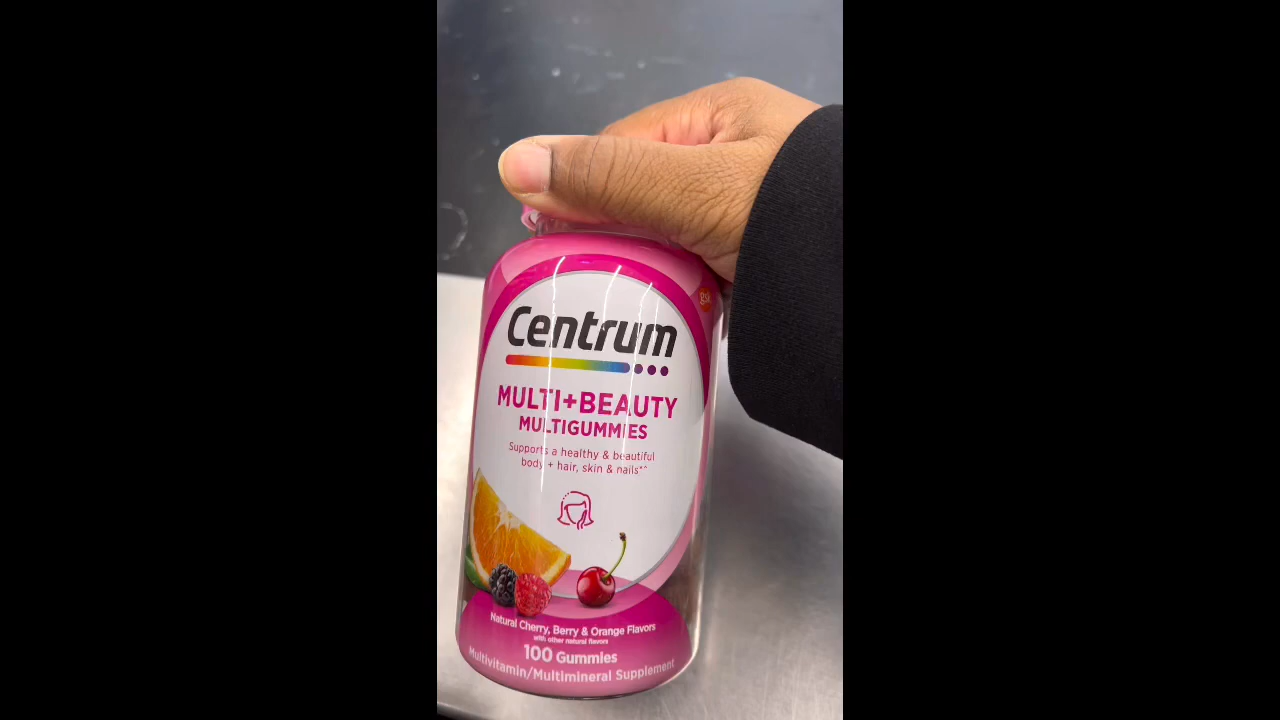 gsk
Centrum
MULTI+BEAUTY
MULTIGUMMIES
Supports a healthy & beautiful
body + hair, skin & nails*^
Natural Cherry, Berry & Orange Flavors
with other natural flavors
100 Gummies
Multivitamin/Multimineral Supplement